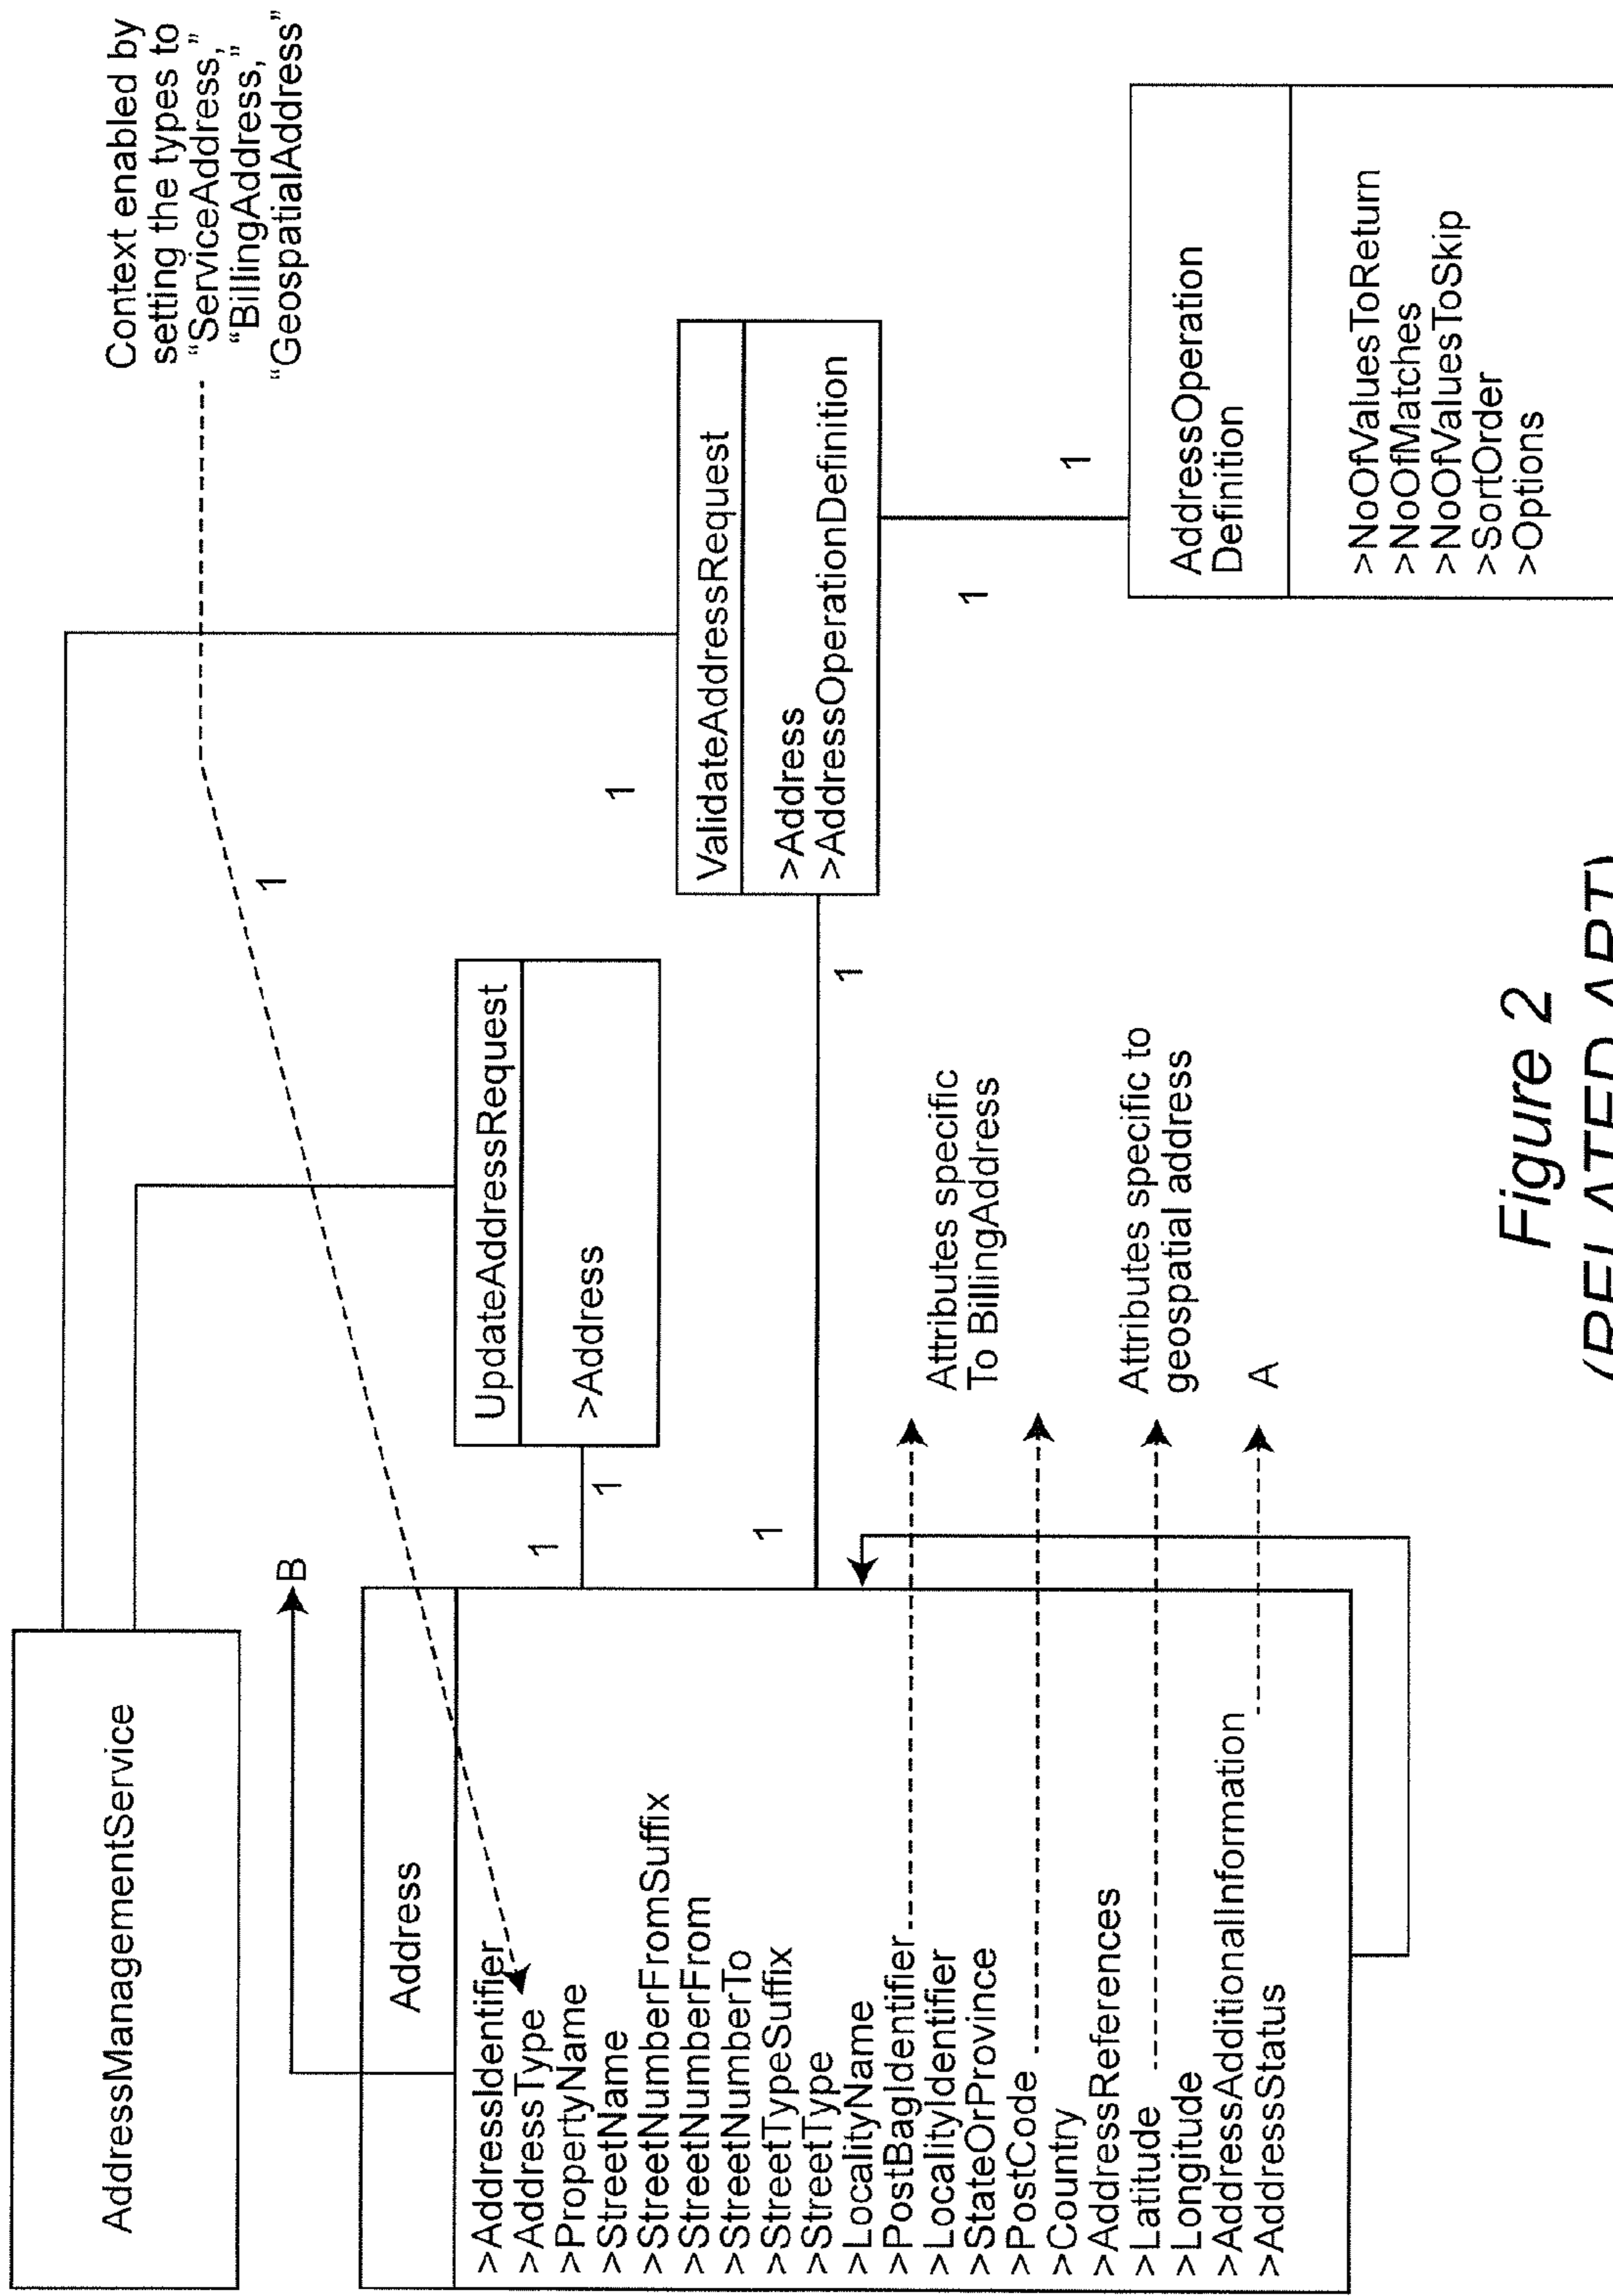 AddressManagementService
Context enabled by
setting the types to
“ServiceAddress,”
“BillingAddress,”
“GeospatialAddress”
B
1
Address
>AddressIdentifier
>AddressType
>PropertyName
>StreetName
>StreetNumberFromSuffix
>StreetNumberFrom
>StreetNumberTo
>StreetTypeSuffix
>StreetType
>LocalityName
>PostBagIdentifier
>LocalityIdentifier
>StateOrProvince
>PostCode
>Country
>AddressReferences
>Latitude
>Longitude
>AddressAdditionalInformation
>AddressStatus
1
1
UpdateAddressRequest
>Address
1
1
1
ValidateAddressRequest
>Address
>AddressOperationDefinition
Attributes specific
To BillingAddress
Attributes specific to
geospatial address
A
1
1
AddressOperation
Definition
>NoOfValuesToReturn
>NoOfMatches
>NoOfValuesToSkip
>SortOrder
>Options
Figure 2
(RELATED ART)